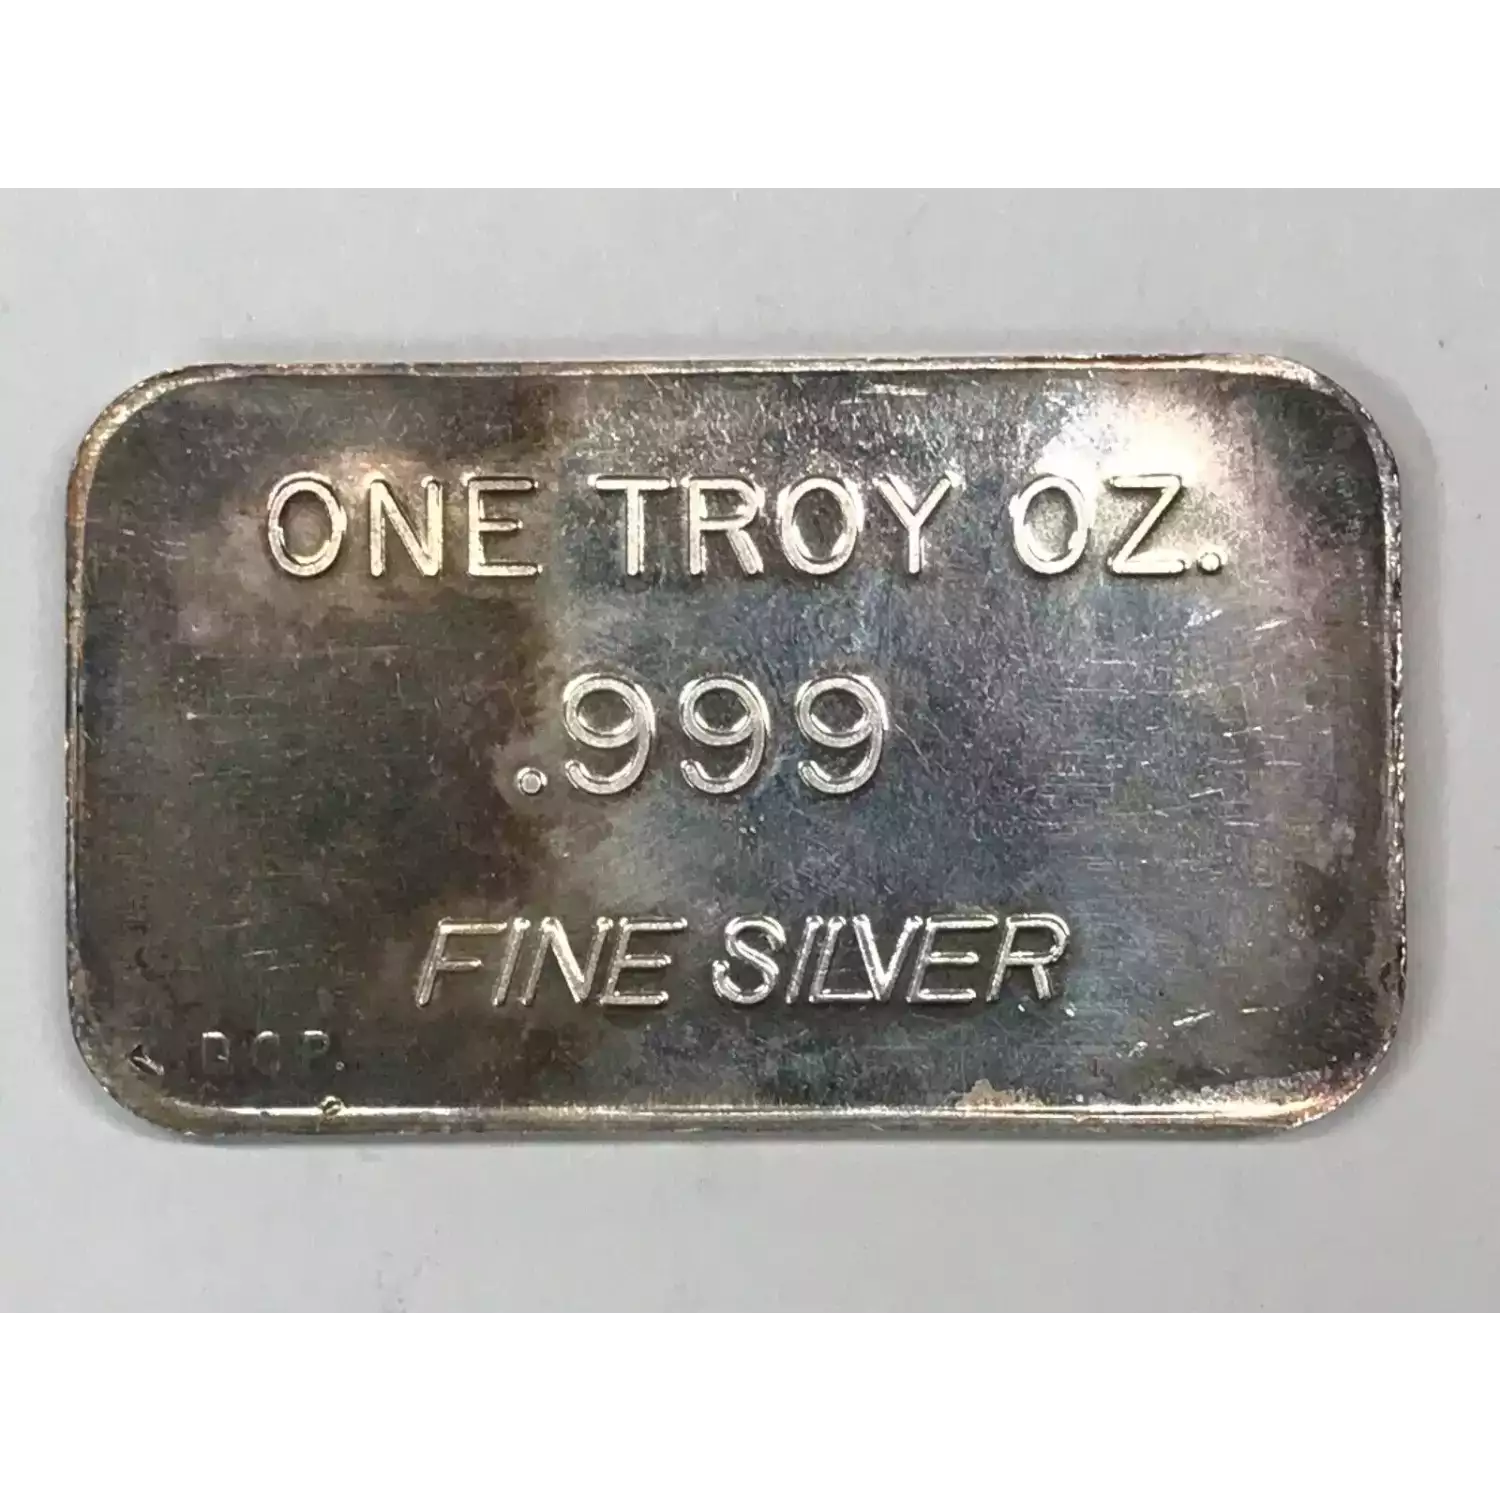 ONE TROY OZ.
.999
FINE SILVER
D.C.P.